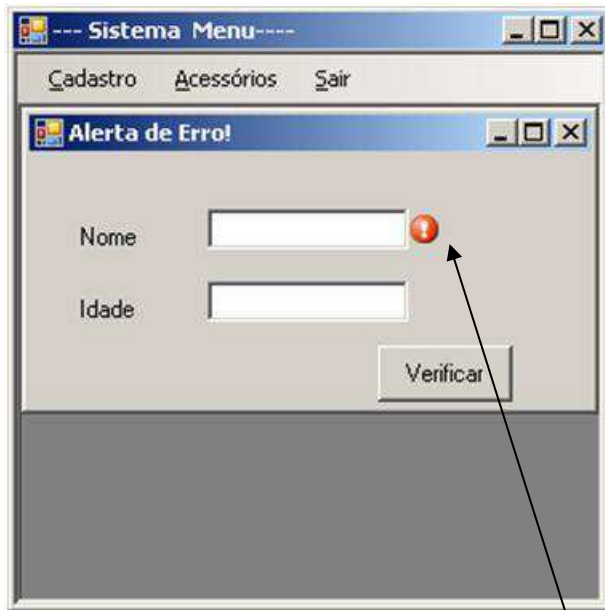 --- Sistema Menu----
Cadastro Acessórios Sair
Alerta de Erro!
Nome
Idade
Verificar